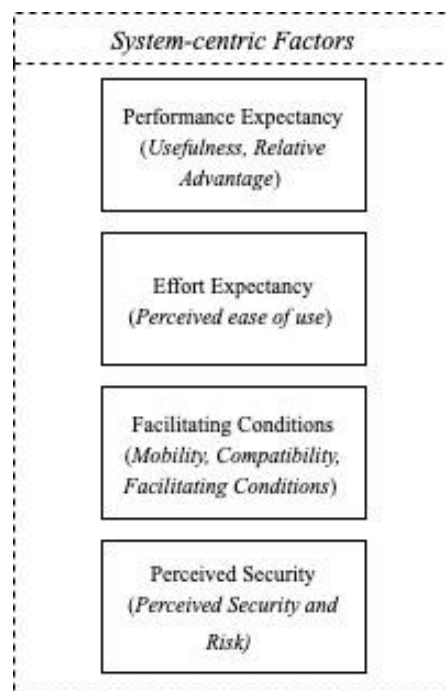 System-centric Factors
Performance Expectancy
(Usefulness, Relative
Advantage)
Effort Expectancy
(Perceived ease of use)
Facilitating Conditions
(Mobility, Compatibility,
Facilitating Conditions)
Perceived Security
(Perceived Security and
Risk)